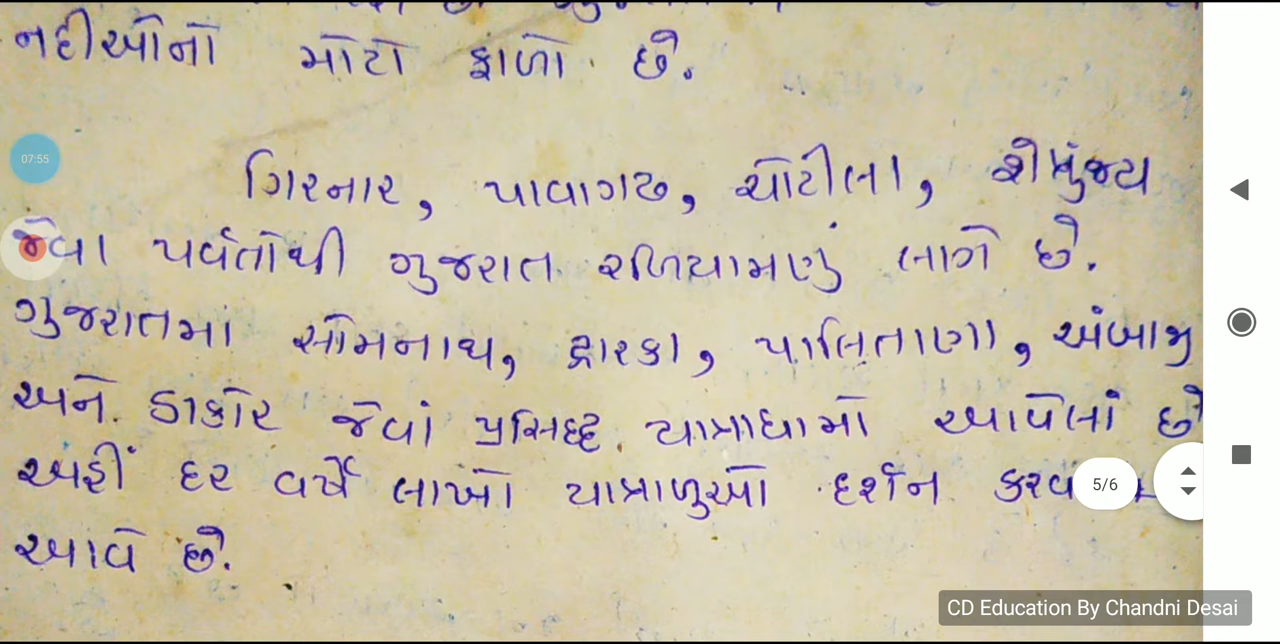 નદીઓનો મોટો ફાળો છે.
07:55
ગિરનાર, પાવાગઢ, ચોટીલા, શેત્રુંજય
જેવા પર્વતોથી ગુજરાત રળિયામણું લાગે છે.
ગુજરાતમાં સોમનાથ, દ્વારકા, પાલિતાણા, અંબાજી
અને ડાકોર જેવાં પ્રસિદ્ધ યાત્રાધામો આવેલાં છે
અહીં દર વર્ષે લાખો યાત્રાળુઓ દર્શન
5/6
આવે છે.
CD Education By Chandni Desai